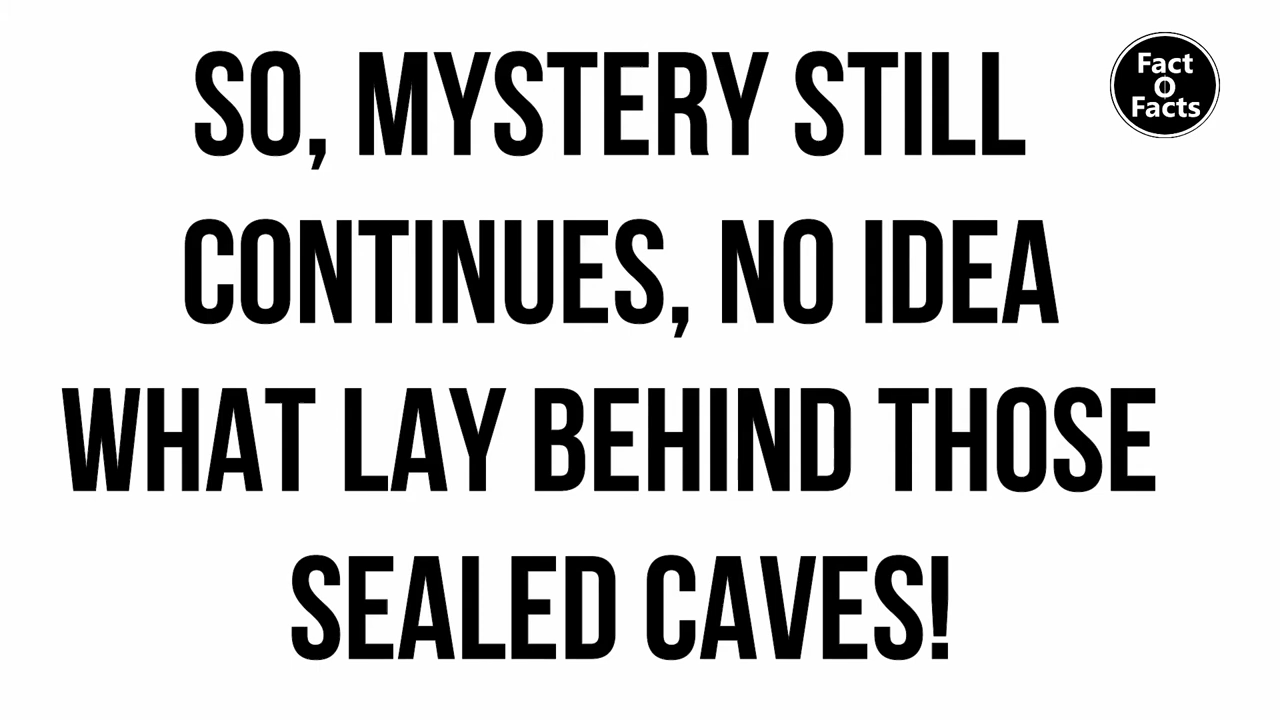 SO, MYSTERY STILL
CONTINUES, NO IDEA
WHAT LAY BEHIND THOSE
SEALED CAVES!
Fact
O
Facts